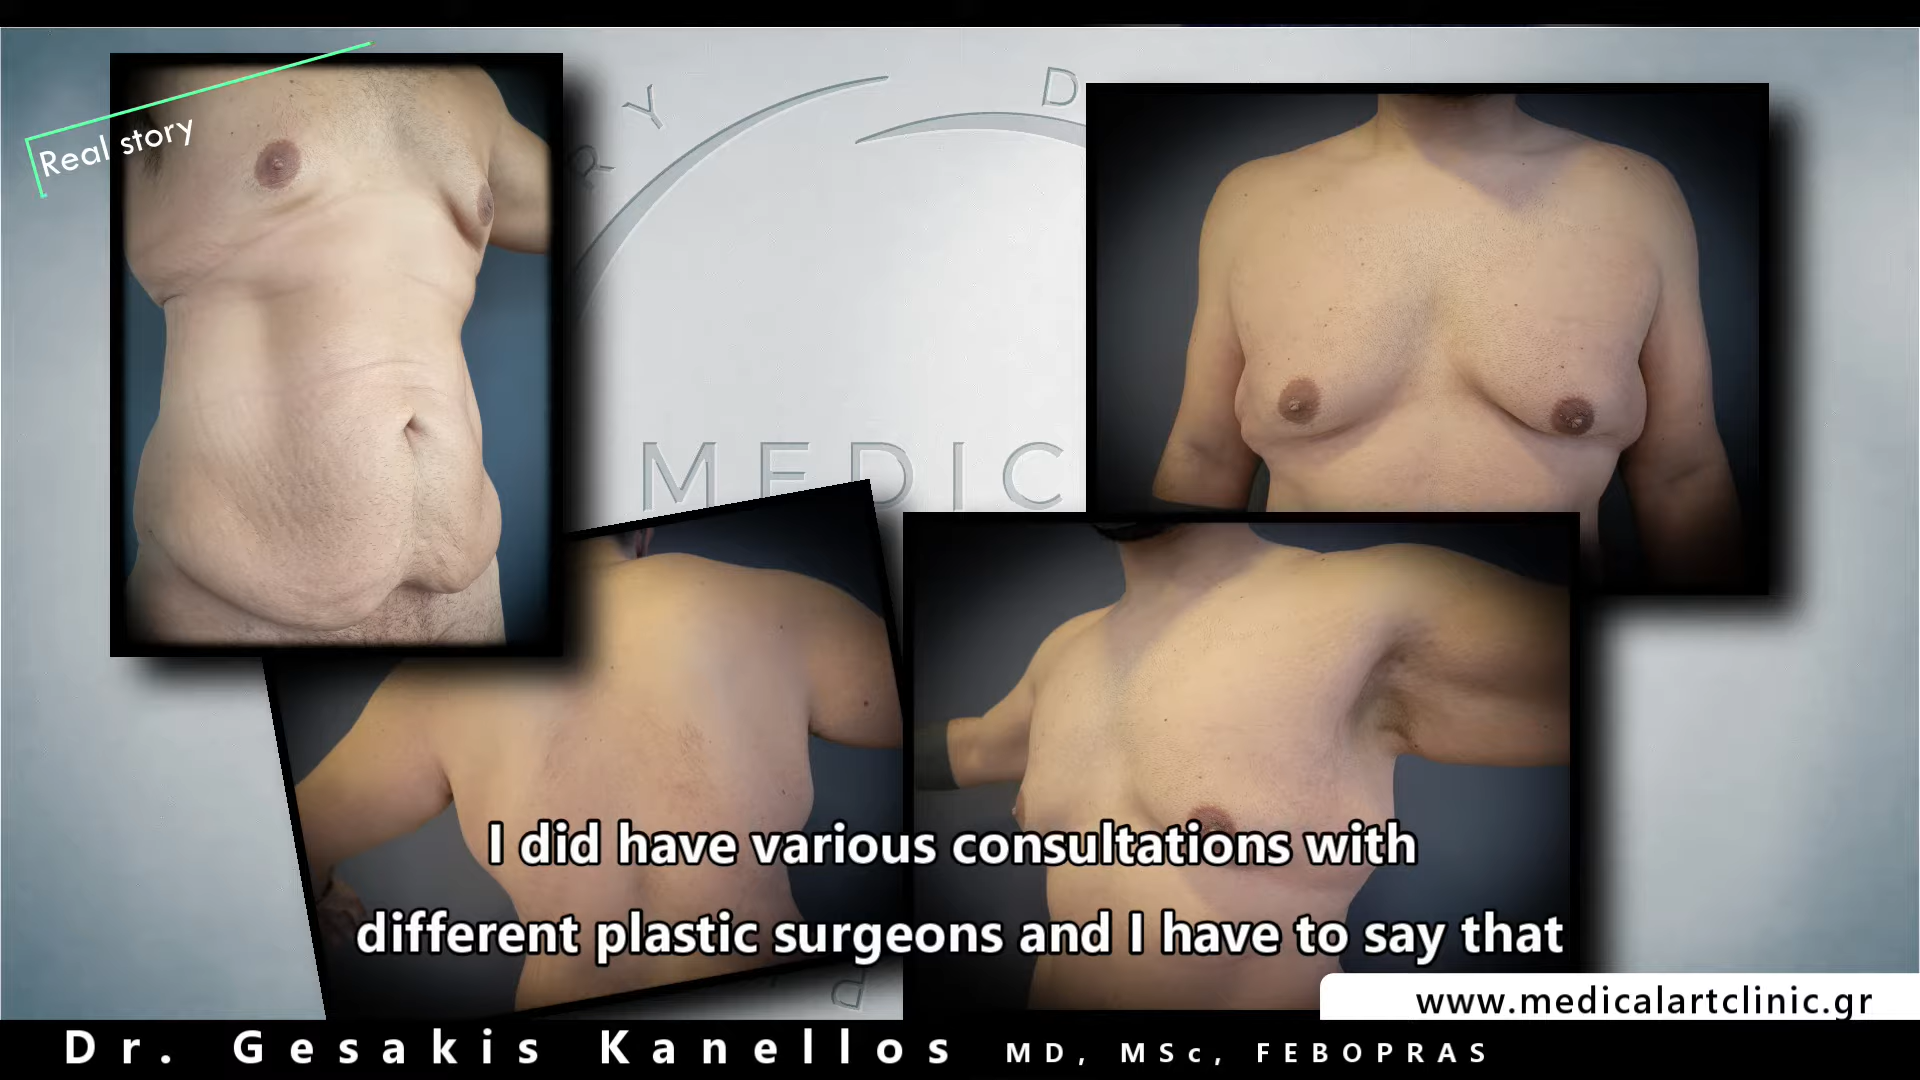 Real story
R Y
D
MEDIC
I did have various consultations with
different plastic surgeons and I have to say that
P
www.medicalartclinic.gr
Dr. Gesakis Kanellos MD, MSc, FEBOPRAS